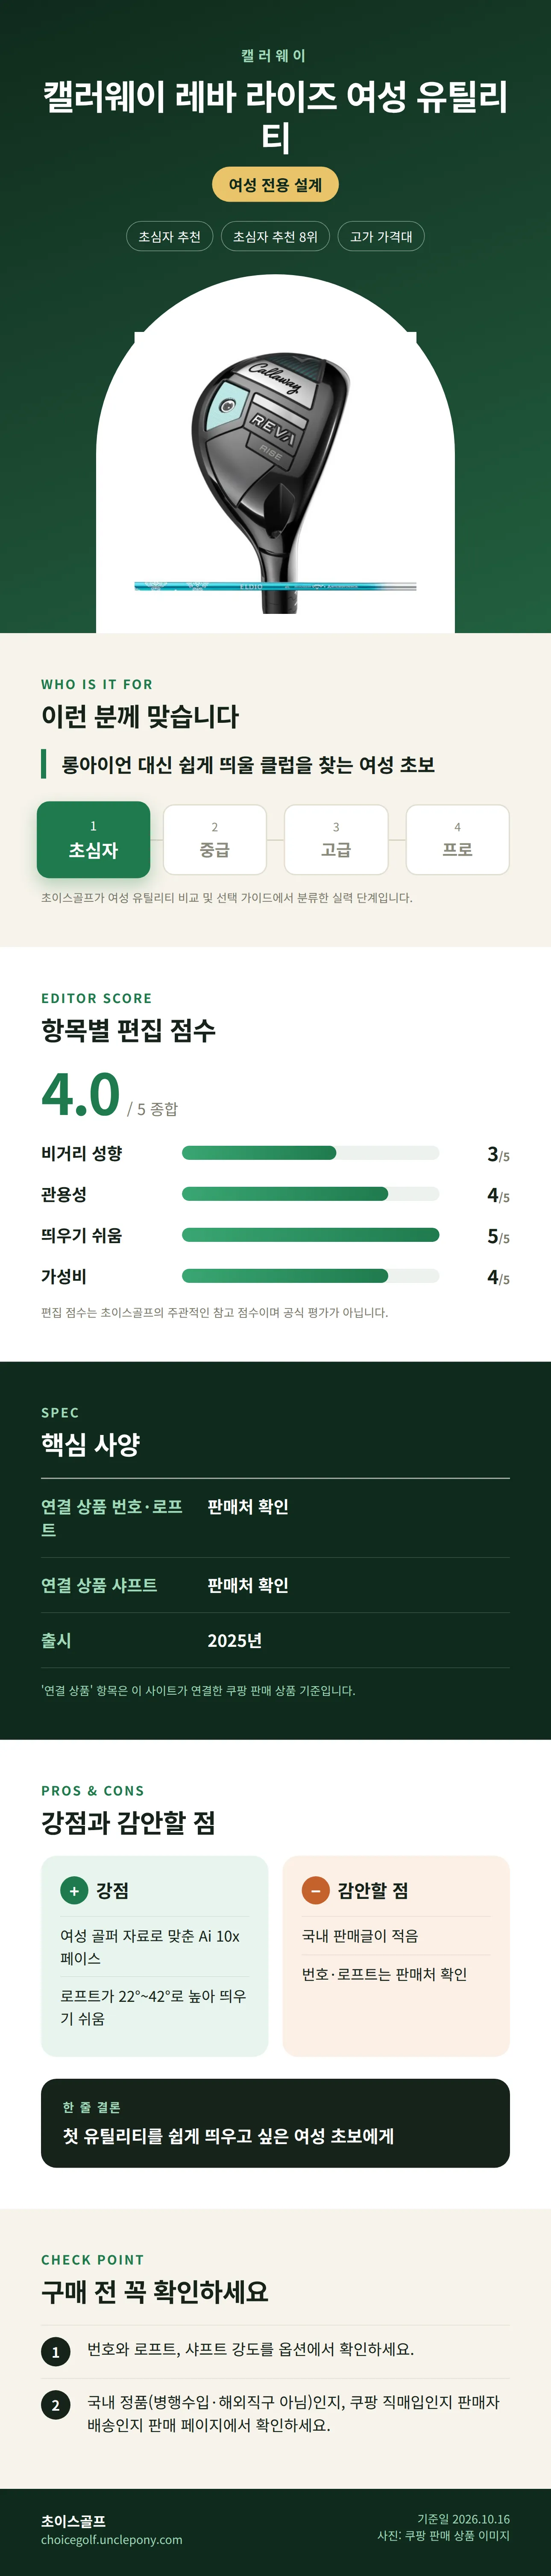 캘러웨이
캘러웨이 레바 라이즈 여성 유틸리
티
여성 전용 설계
초심자 추천
초심자 추천 8위
고가 가격대
Callaway
REVA
RISE
WHO IS IT FOR
이런 분께 맞습니다
롱아이언 대신 쉽게 띄울 클럽을 찾는 여성 초보
1
초심자
2
중급
3
고급
4
프로
초이스골프가 여성 유틸리티 비교 및 선택 가이드에서 분류한 실력 단계입니다.
EDITOR SCORE
항목별 편집 점수
4.0 / 5 종합
비거리 성향 3/5
관용성 4/5
띄우기 쉬움 5/5
가성비 4/5
편집 점수는 초이스골프의 주관적인 참고 점수이며 공식 평가가 아닙니다.
SPEC
핵심 사양
연결 상품 번호·로프
트
판매처 확인
연결 상품 샤프트 판매처 확인
출시 2025년
'연결 상품' 항목은 이 사이트가 연결한 쿠팡 판매 상품 기준입니다.
PROS & CONS
강점과 감안할 점
+ 강점
여성 골퍼 자료로 맞춘 Ai 10x
페이스
로프트가 22°~42°로 높아 띄우
기 쉬움
− 감안할 점
국내 판매글이 적음
번호·로프트는 판매처 확인
한 줄 결론
첫 유틸리티를 쉽게 띄우고 싶은 여성 초보에게
CHECK POINT
구매 전 꼭 확인하세요
1 번호와 로프트, 샤프트 강도를 옵션에서 확인하세요.
2 국내 정품(병행수입·해외직구 아님)인지, 쿠팡 직매입인지 판매자
배송인지 판매 페이지에서 확인하세요.
초이스골프
choicegolf.unclepony.com
기준일 2026.10.16
사진: 쿠팡 판매 상품 이미지